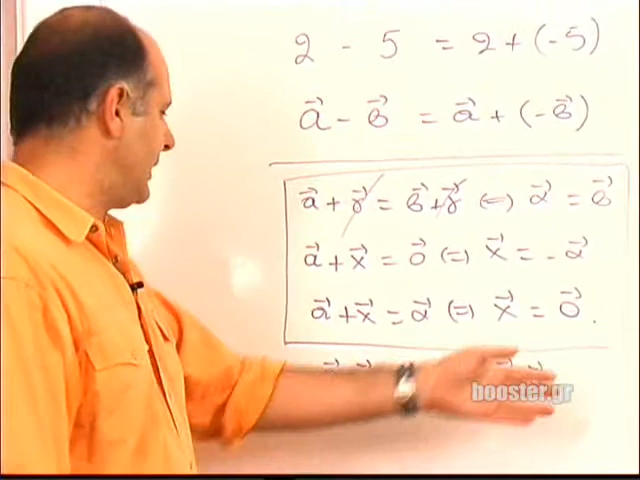 2 - 5 = 2 + (-5)
α⃗ - β⃗ = α⃗ + (-β⃗)
α⃗ + γ⃗ = β⃗ + γ⃗ ⇔ α⃗ = β⃗
α⃗ + x⃗ = 0⃗ ⇔ x⃗ = -α⃗
α⃗ + x⃗ = α⃗ ⇔ x⃗ = 0⃗ .
booster.gr